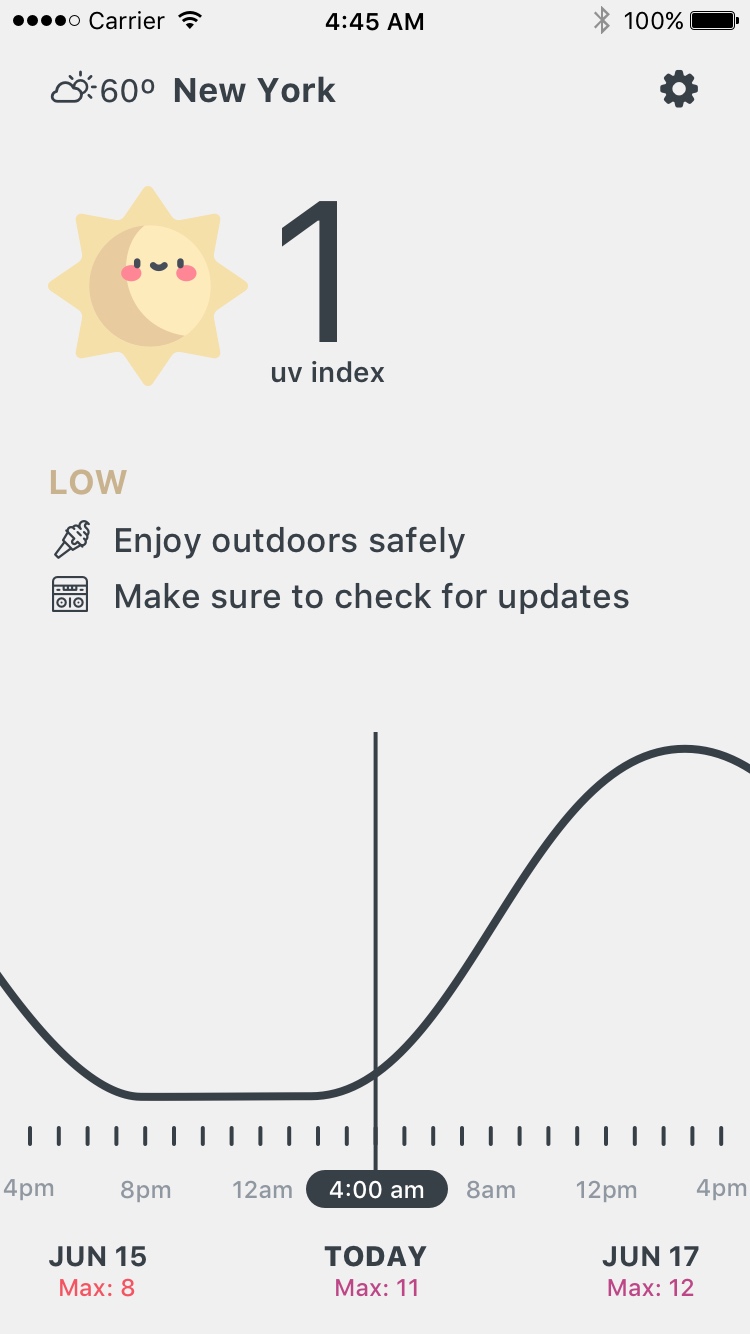 Carrier 4:45 AM 100%
60º New York
1
uv index
LOW
Enjoy outdoors safely
Make sure to check for updates
4pm 8pm 12am 4:00 am 8am 12pm 4pm
JUN 15 TODAY JUN 17
Max: 8 Max: 11 Max: 12